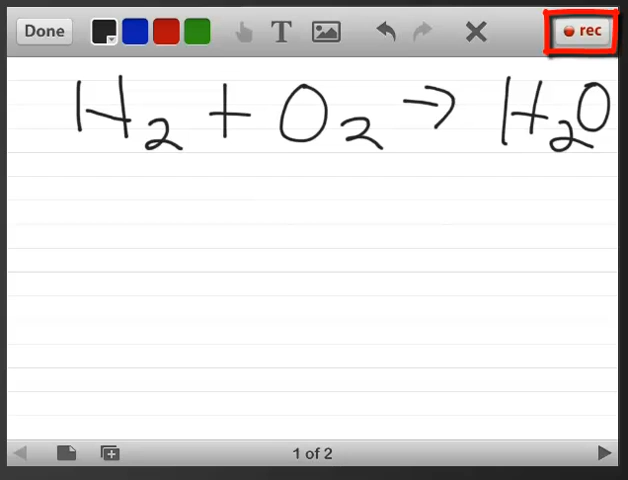 Done T rec
H₂ + O₂ → H₂O
1 of 2